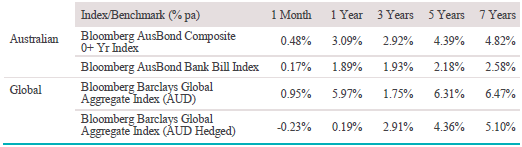 Index/Benchmark (% pa) 1 Month 1 Year 3 Years 5 Years 7 Years
Australian Bloomberg AusBond Composite
0+ Yr Index 0.48% 3.09% 2.92% 4.39% 4.82%
Bloomberg AusBond Bank Bill Index 0.17% 1.89% 1.93% 2.18% 2.58%
Global Bloomberg Barclays Global
Aggregate Index (AUD) 0.95% 5.97% 1.75% 6.31% 6.47%
Bloomberg Barclays Global
Aggregate Index (AUD Hedged) -0.23% 0.19% 2.91% 4.36% 5.10%